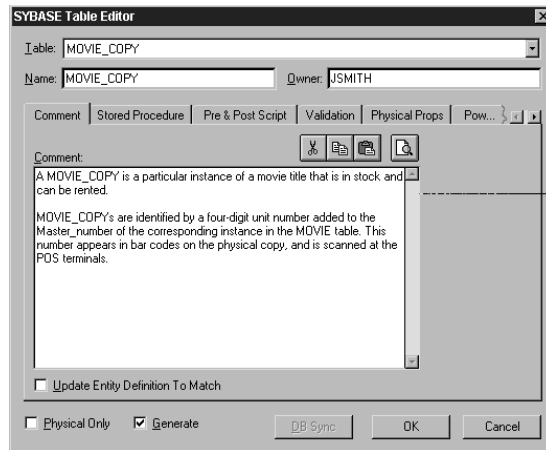 SYBASE Table Editor
Table: MOVIE_COPY
Name: MOVIE_COPY Owner: JSMITH
Comment Stored Procedure Pre & Post Script Validation Physical Props Pow...
Comment:
A MOVIE_COPY is a particular instance of a movie title that is in stock and
can be rented.
MOVIE_COPY's are identified by a four-digit unit number added to the
Master_number of the corresponding instance in the MOVIE table. This
number appears in bar codes on the physical copy, and is scanned at the
POS terminals.
Update Entity Definition To Match
Physical Only Generate DB Sync OK Cancel